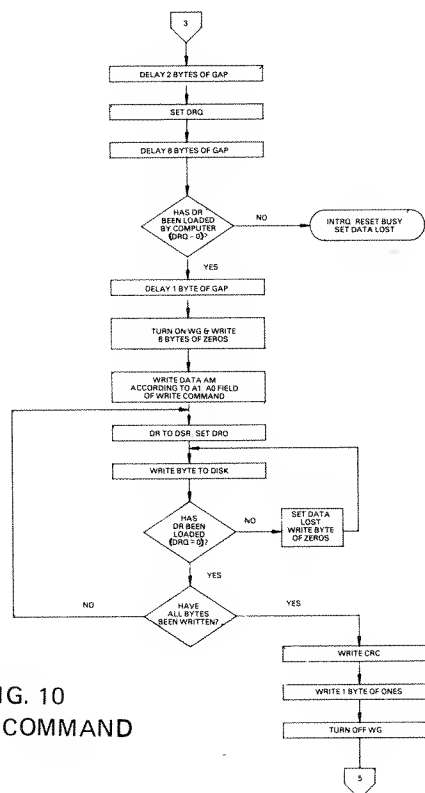 3
DELAY 2 BYTES OF GAP
SET DRQ
DELAY 8 BYTES OF GAP
HAS DR
BEEN LOADED
BY COMPUTER
(DRQ - 0)?
NO
INTRQ RESET BUSY
SET DATA LOST
YES
DELAY 1 BYTE OF GAP
TURN ON WG & WRITE
6 BYTES OF ZEROS
WRITE DATA AM
ACCORDING TO A1 A0 FIELD
OF WRITE COMMAND
DR TO DSR SET DRQ
WRITE BYTE TO DISK
HAS
DR BEEN
LOADED
(DRQ = 0)?
NO
SET DATA
LOST
WRITE BYTE
OF ZEROS
YES
HAVE
ALL BYTES
BEEN WRITTEN?
NO
YES
WRITE CRC
WRITE 1 BYTE OF ONES
TURN OFF WG
5
IG. 10
COMMAND